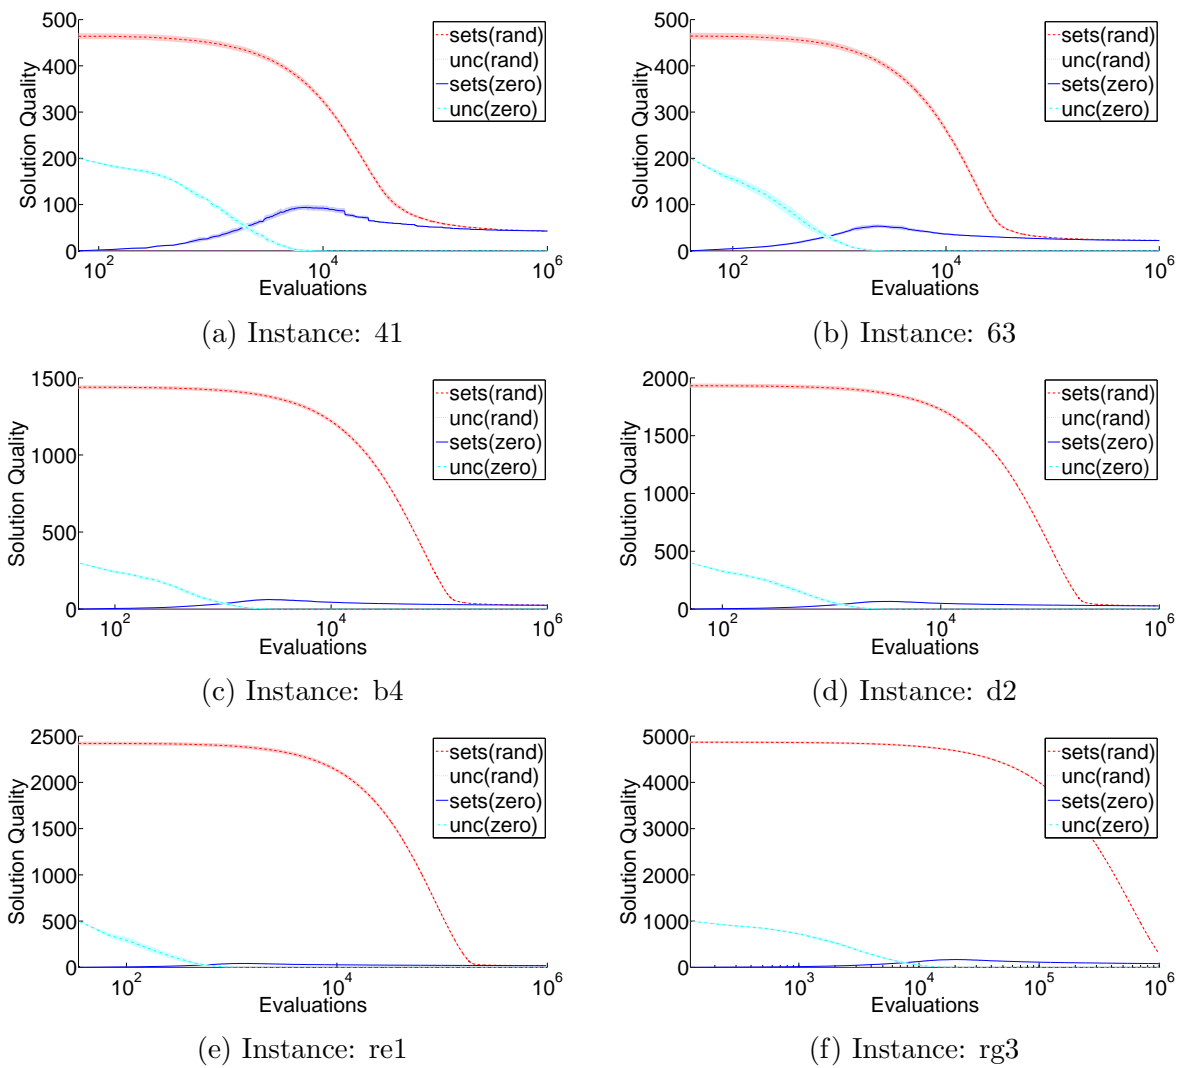 500
400
300
200
100
0
Solution Quality
10^2
10^4
10^6
Evaluations
sets(rand)
unc(rand)
sets(zero)
unc(zero)
(a) Instance: 41
500
400
300
200
100
0
Solution Quality
10^2
10^4
10^6
Evaluations
sets(rand)
unc(rand)
sets(zero)
unc(zero)
(b) Instance: 63
1500
1000
500
0
Solution Quality
10^2
10^4
10^6
Evaluations
sets(rand)
unc(rand)
sets(zero)
unc(zero)
(c) Instance: b4
2000
1500
1000
500
0
Solution Quality
10^2
10^4
10^6
Evaluations
sets(rand)
unc(rand)
sets(zero)
unc(zero)
(d) Instance: d2
2500
2000
1500
1000
500
0
Solution Quality
10^2
10^4
10^6
Evaluations
sets(rand)
unc(rand)
sets(zero)
unc(zero)
(e) Instance: re1
5000
4000
3000
2000
1000
0
Solution Quality
10^3
10^4
10^5
10^6
Evaluations
sets(rand)
unc(rand)
sets(zero)
unc(zero)
(f) Instance: rg3